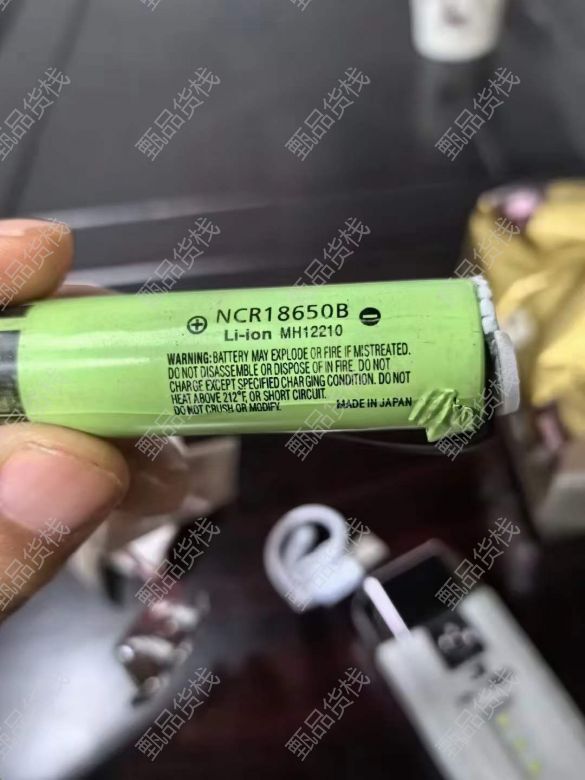 ⊕ NCR18650B ⊖
Li-ion MH12210
WARNING: BATTERY MAY EXPLODE OR FIRE IF MISTREATED.
DO NOT DISASSEMBLE OR DISPOSE OF IN FIRE. DO NOT
CHARGE EXCEPT SPECIFIED CHARGING CONDITION. DO NOT
HEAT ABOVE 212°F. OR SHORT CIRCUIT.
DO NOT CRUSH OR MODIFY. MADE IN JAPAN
甄品货栈